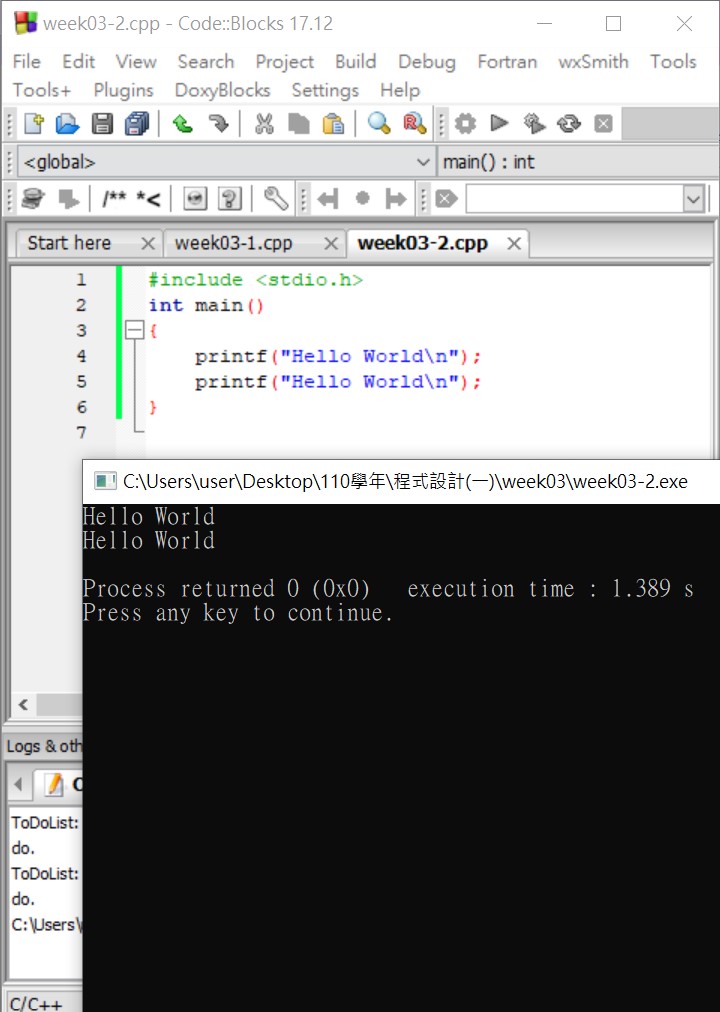 week03-2.cpp - Code::Blocks 17.12
File Edit View Search Project Build Debug Fortran wxSmith Tools
Tools+ Plugins DoxyBlocks Settings Help
<global> main() : int
/** *<
Start here week03-1.cpp week03-2.cpp
1 #include <stdio.h>
2 int main()
3 {
4 printf("Hello World\n");
5 printf("Hello World\n");
6 }
7
C:\Users\user\Desktop\110學年\程式設計(一)\week03\week03-2.exe
Hello World
Hello World
Process returned 0 (0x0) execution time : 1.389 s
Press any key to continue.
Logs & oth
ToDoList:
do.
ToDoList:
do.
C:\Users\
C/C++